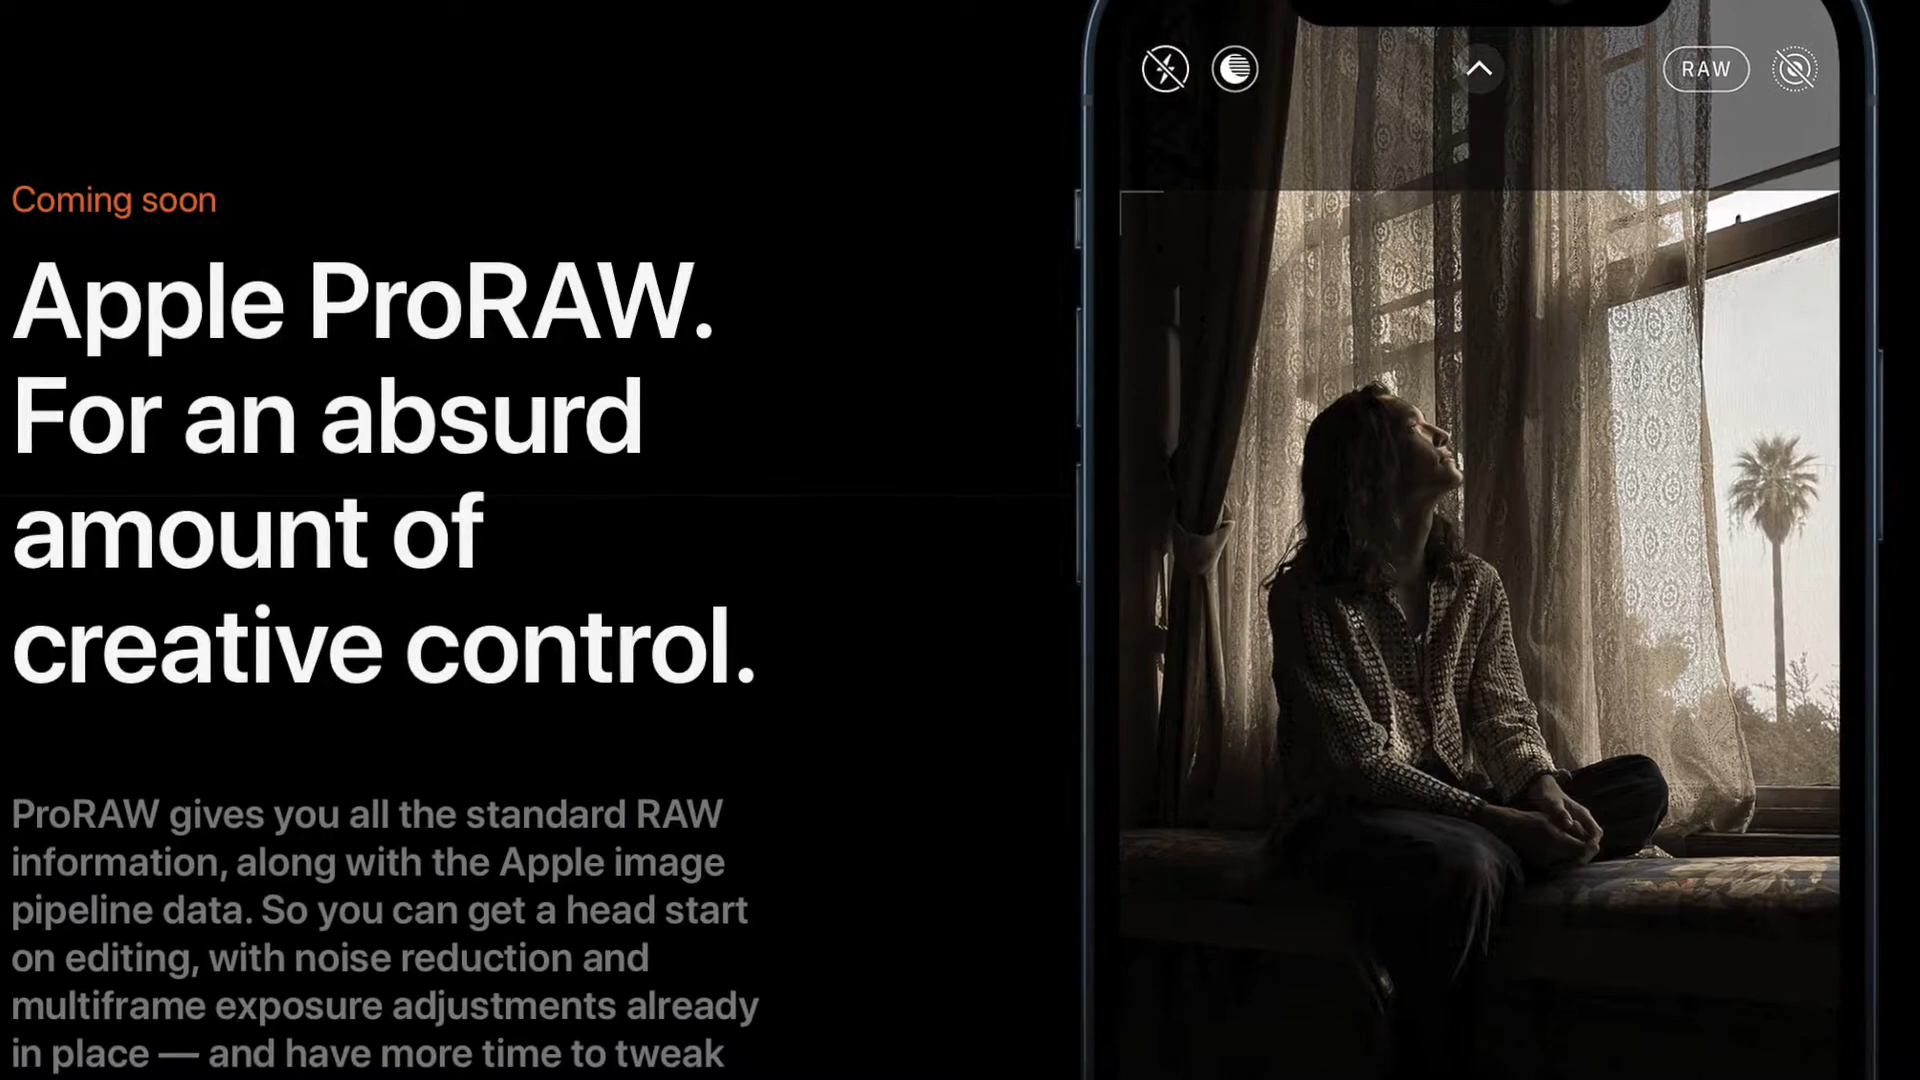 Coming soon
Apple ProRAW.
For an absurd
amount of
creative control.
ProRAW gives you all the standard RAW
information, along with the Apple image
pipeline data. So you can get a head start
on editing, with noise reduction and
multiframe exposure adjustments already
in place — and have more time to tweak
RAW